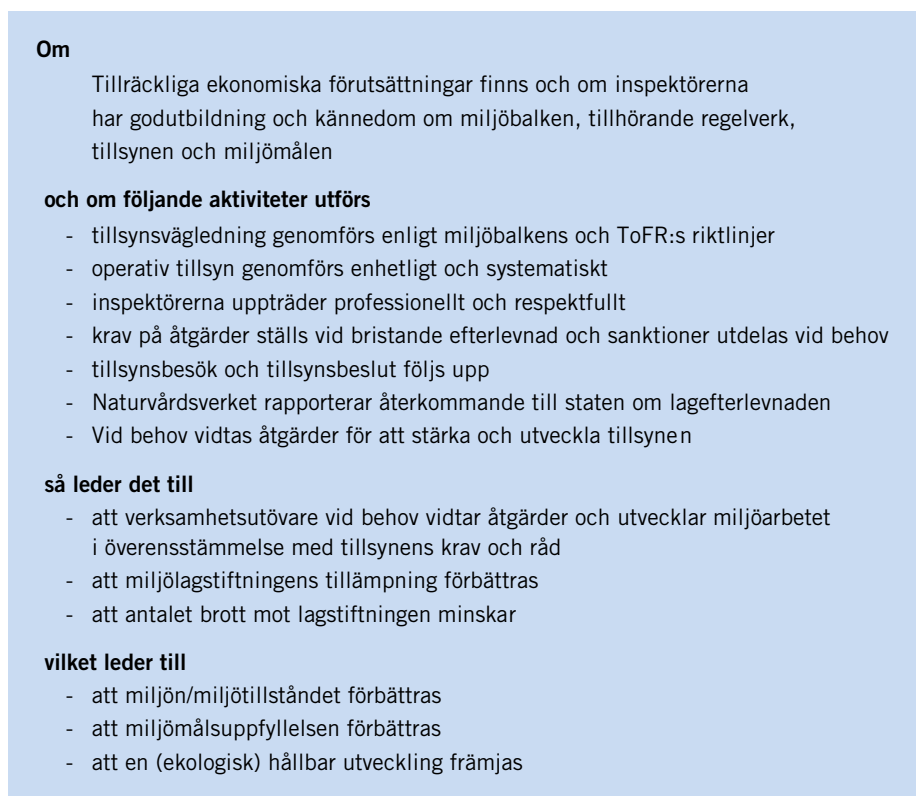 Om
Tillräckliga ekonomiska förutsättningar finns och om inspektörerna
har godutbildning och kännedom om miljöbalken, tillhörande regelverk,
tillsynen och miljömålen
och om följande aktiviteter utförs
- tillsynsvägledning genomförs enligt miljöbalkens och ToFR:s riktlinjer
- operativ tillsyn genomförs enhetligt och systematiskt
- inspektörerna uppträder professionellt och respektfullt
- krav på åtgärder ställs vid bristande efterlevnad och sanktioner utdelas vid behov
- tillsynsbesök och tillsynsbeslut följs upp
- Naturvårdsverket rapporterar återkommande till staten om lagefterlevnaden
- Vid behov vidtas åtgärder för att stärka och utveckla tillsynen
så leder det till
- att verksamhetsutövare vid behov vidtar åtgärder och utvecklar miljöarbetet
i överensstämmelse med tillsynens krav och råd
- att miljölagstiftningens tillämpning förbättras
- att antalet brott mot lagstiftningen minskar
vilket leder till
- att miljön/miljötillståndet förbättras
- att miljömålsuppfyllelsen förbättras
- att en (ekologisk) hållbar utveckling främjas